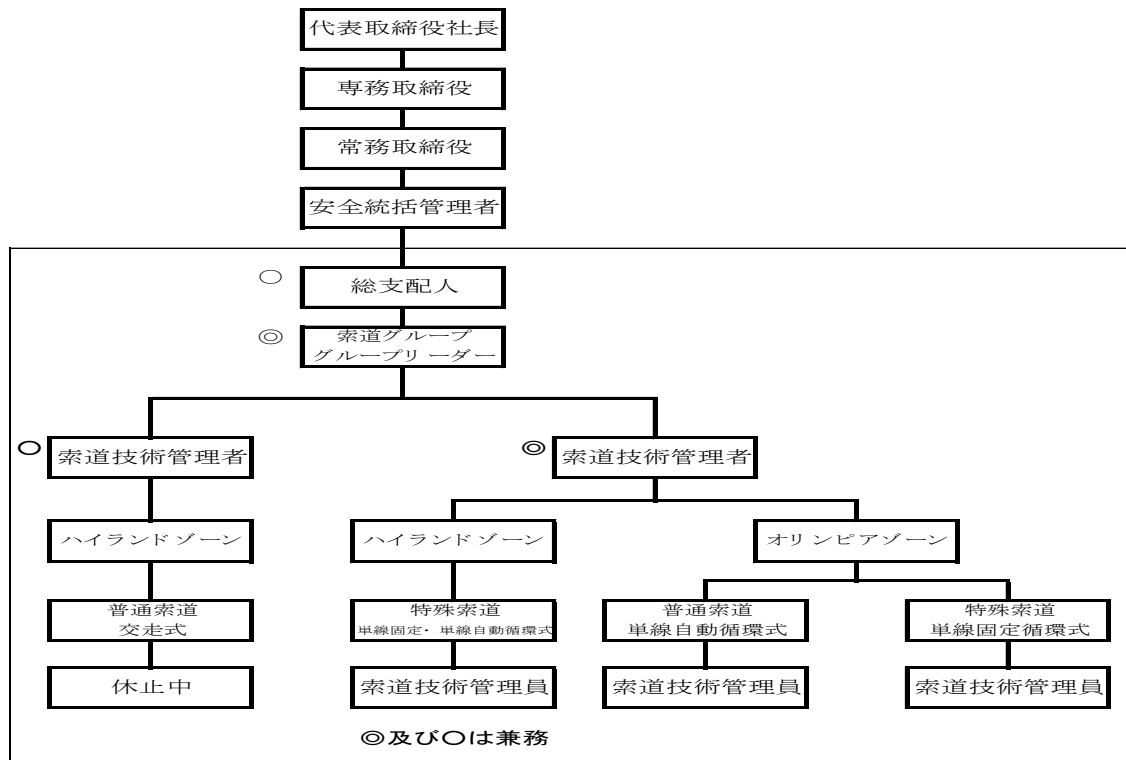 代表取締役社長
専務取締役
常務取締役
安全統括管理者
○
総支配人
◎
索道グループ
グループリーダー
○
索道技術管理者
◎
索道技術管理者
ハイランドゾーン
ハイランドゾーン
オリンピアゾーン
普通索道
交走式
特殊索道
単線固定・単線自動循環式
普通索道
単線自動循環式
特殊索道
単線固定循環式
休止中
索道技術管理員
索道技術管理員
索道技術管理員
◎及び○は兼務